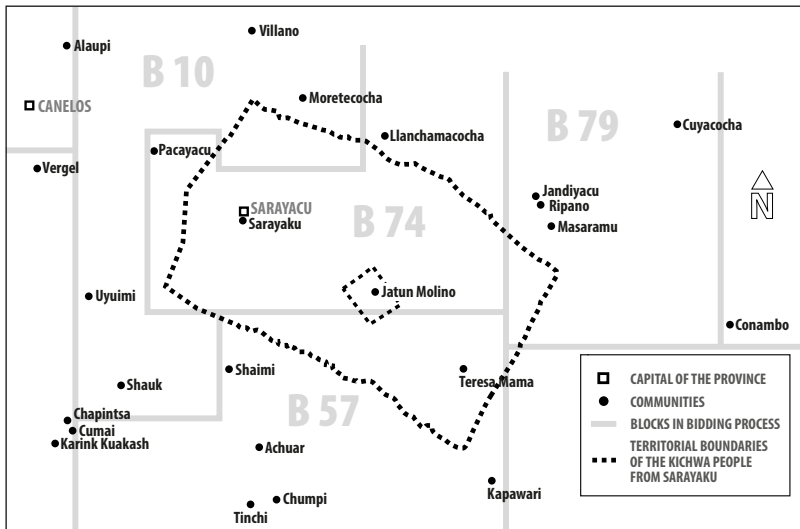 Villano
Alaupi
B 10
CANELOS
Moretecocha
Llanchamacocha
B 79
Cuyacocha
Pacayacu
Vergel
Jandiyacu
Ripano
N
SARAYACU
Sarayaku
B 74
Masaramu
Jatun Molino
Uyuimi
Conambo
Shaimi
Teresa Mama
Shauk
B 57
Chapintsa
Cumai
Karink Kuakash
Achuar
Kapawari
Chumpi
Tinchi
CAPITAL OF THE PROVINCE
COMMUNITIES
BLOCKS IN BIDDING PROCESS
TERRITORIAL BOUNDARIES
OF THE KICHWA PEOPLE
FROM SARAYAKU